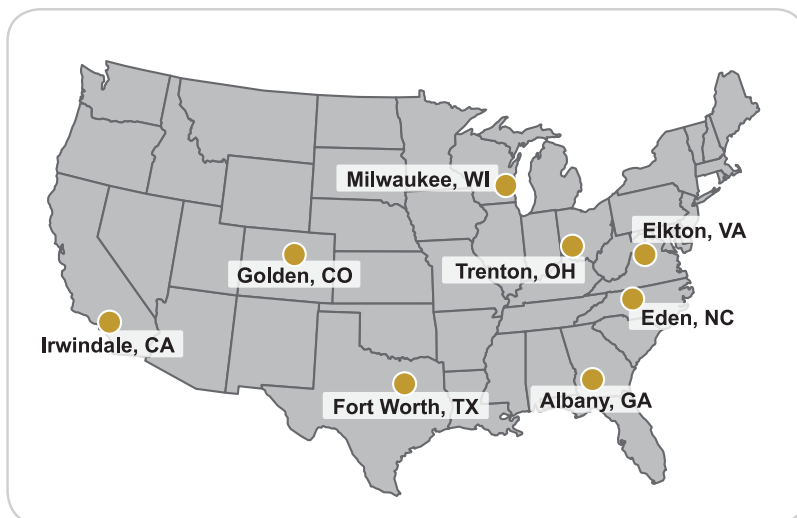 Milwaukee, WI
Elkton, VA
Golden, CO
Trenton, OH
Eden, NC
Irwindale, CA
Fort Worth, TX
Albany, GA